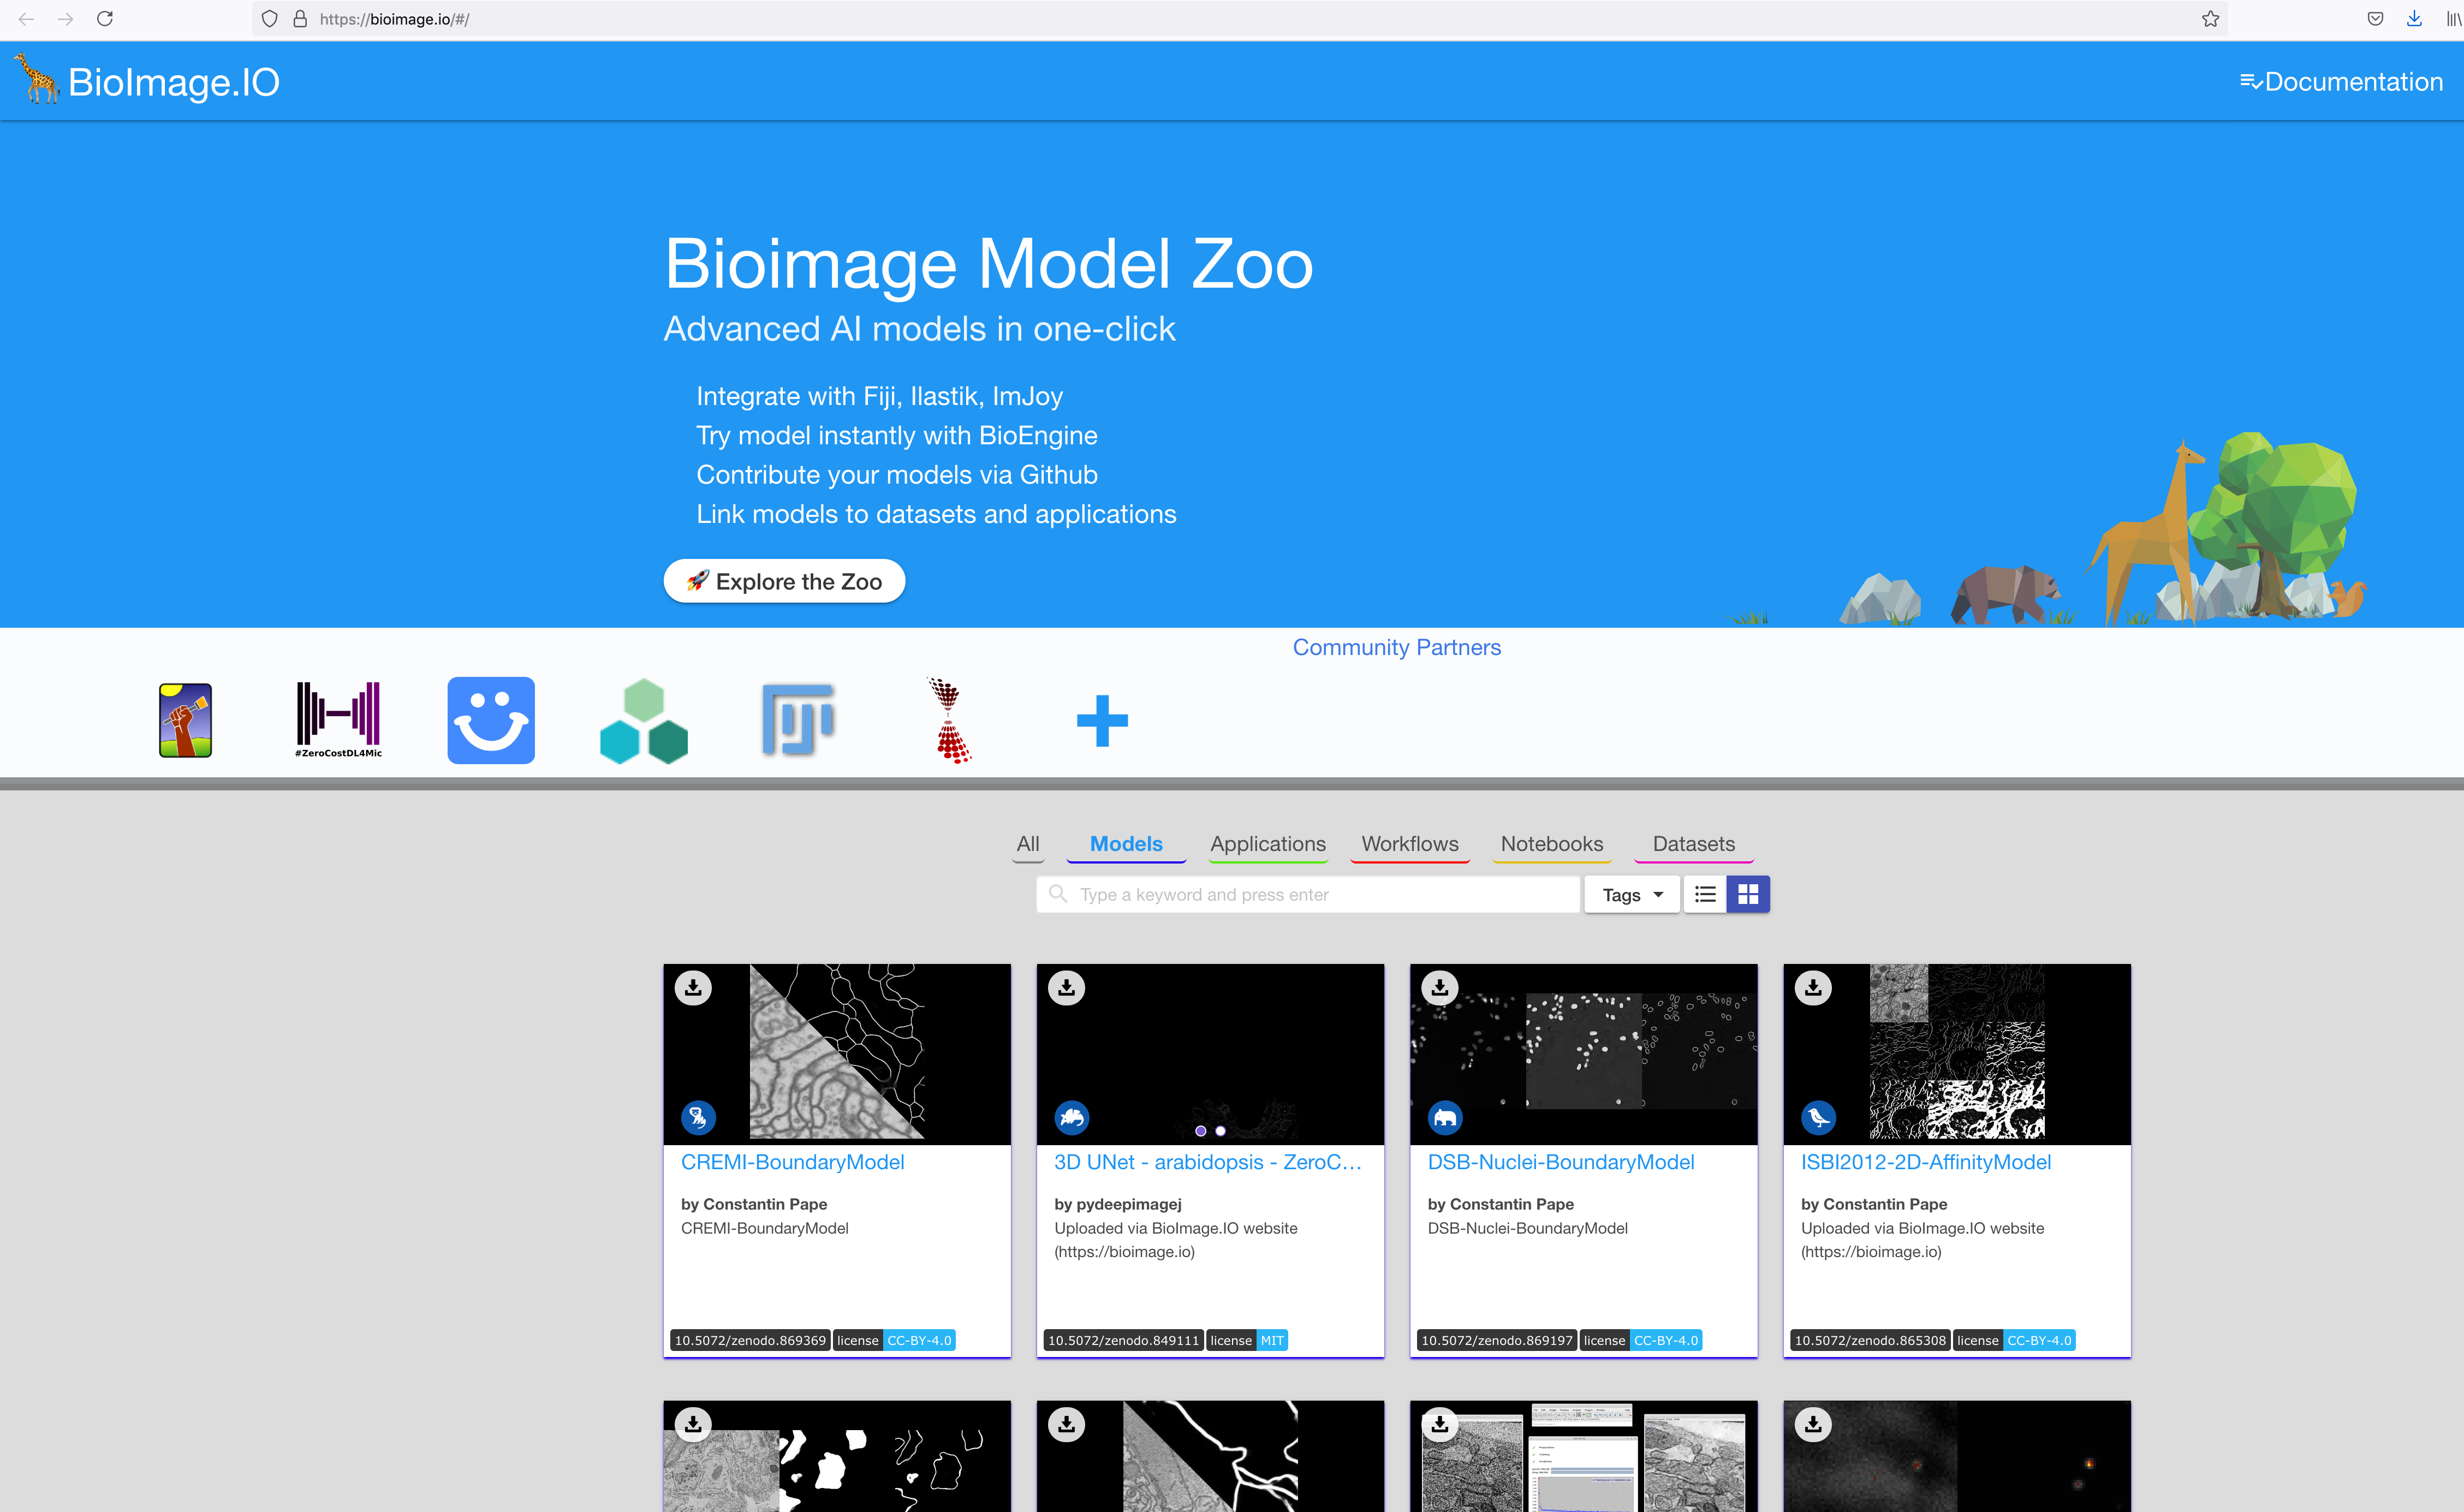 https://bioimage.io/#/
BioImage.IO
Documentation
Bioimage Model Zoo
Advanced AI models in one-click
Integrate with Fiji, Ilastik, ImJoy
Try model instantly with BioEngine
Contribute your models via Github
Link models to datasets and applications
🚀 Explore the Zoo
Community Partners
#ZeroCostDL4Mic
All Models Applications Workflows Notebooks Datasets
Type a keyword and press enter
Tags
CREMI-BoundaryModel
by Constantin Pape
CREMI-BoundaryModel
10.5072/zenodo.869369 license CC-BY-4.0
3D UNet - arabidopsis - ZeroC...
by pydeepimagej
Uploaded via BioImage.IO website
(https://bioimage.io)
10.5072/zenodo.849111 license MIT
DSB-Nuclei-BoundaryModel
by Constantin Pape
DSB-Nuclei-BoundaryModel
10.5072/zenodo.869197 license CC-BY-4.0
ISBI2012-2D-AffinityModel
by Constantin Pape
Uploaded via BioImage.IO website
(https://bioimage.io)
10.5072/zenodo.865308 license CC-BY-4.0